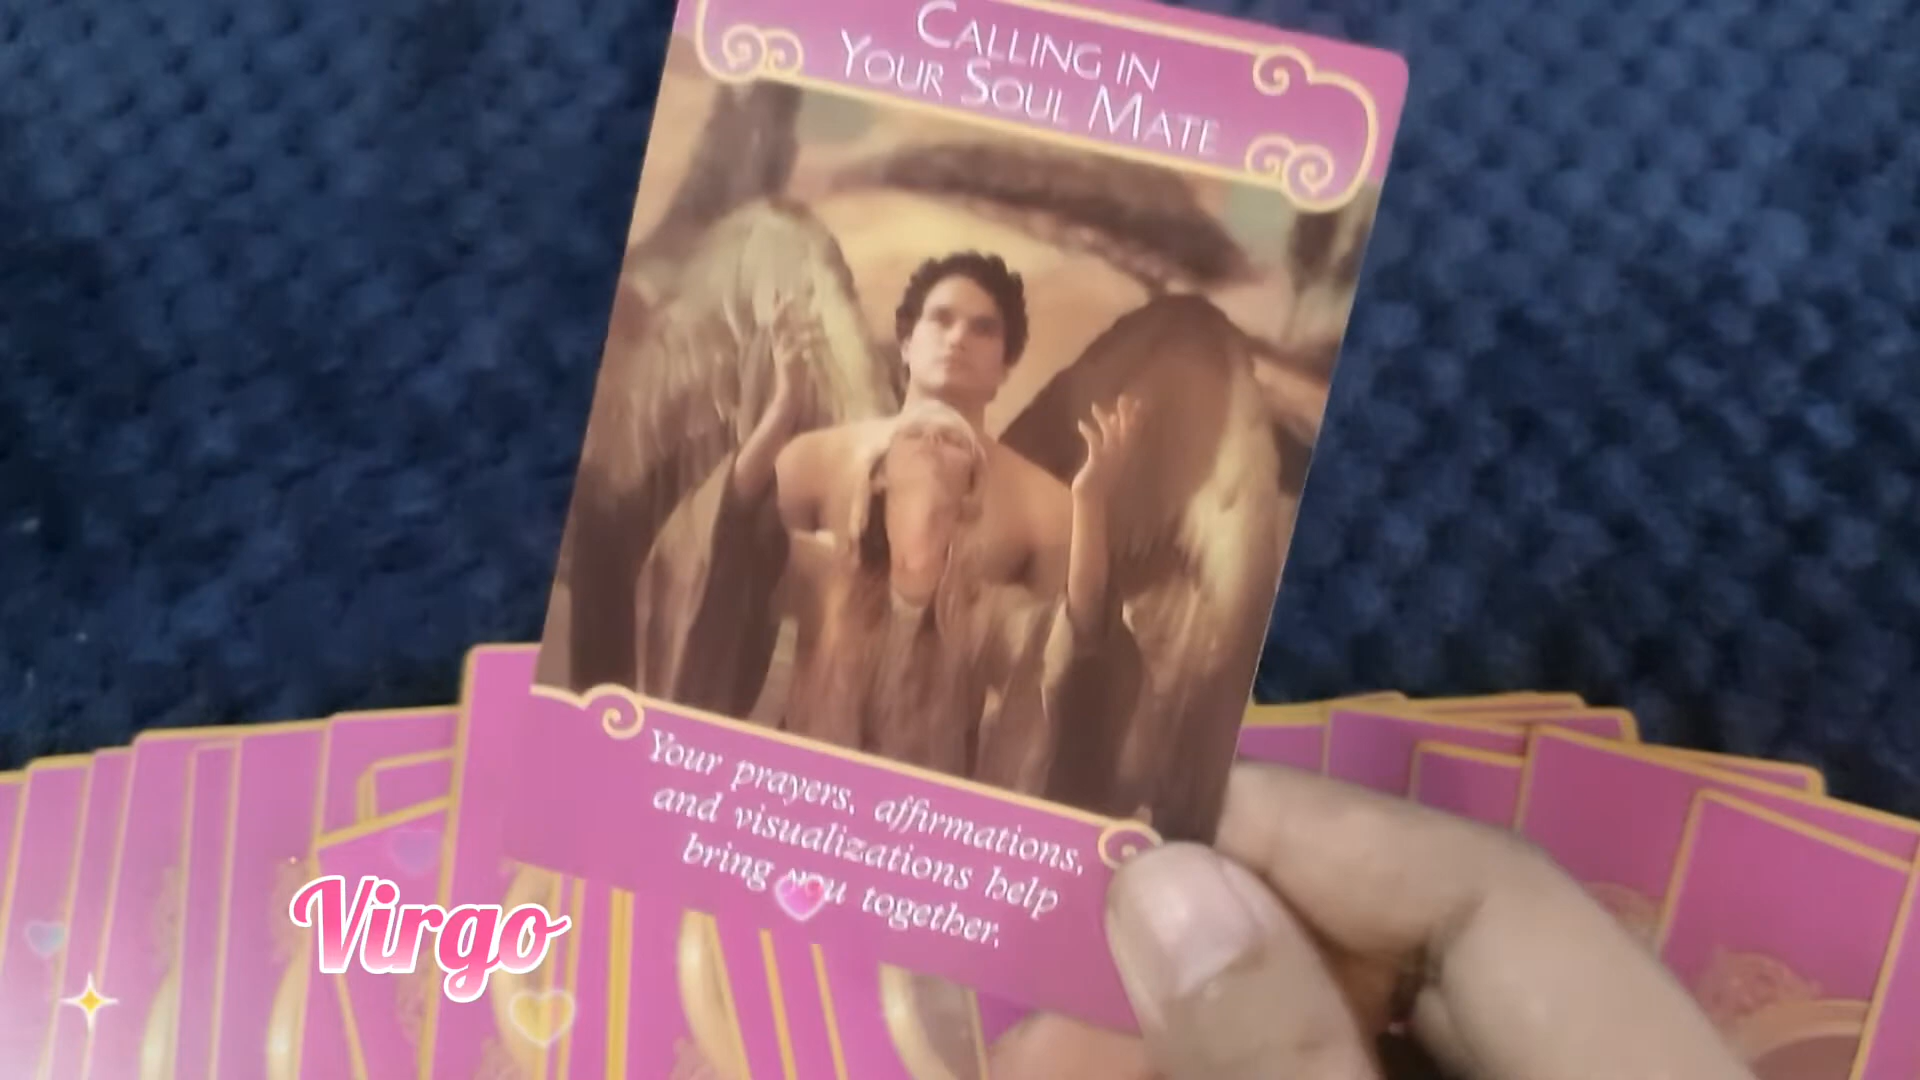 CALLING IN
YOUR SOUL MATE
Your prayers, affirmations,
and visualizations help
bring you together.
Virgo